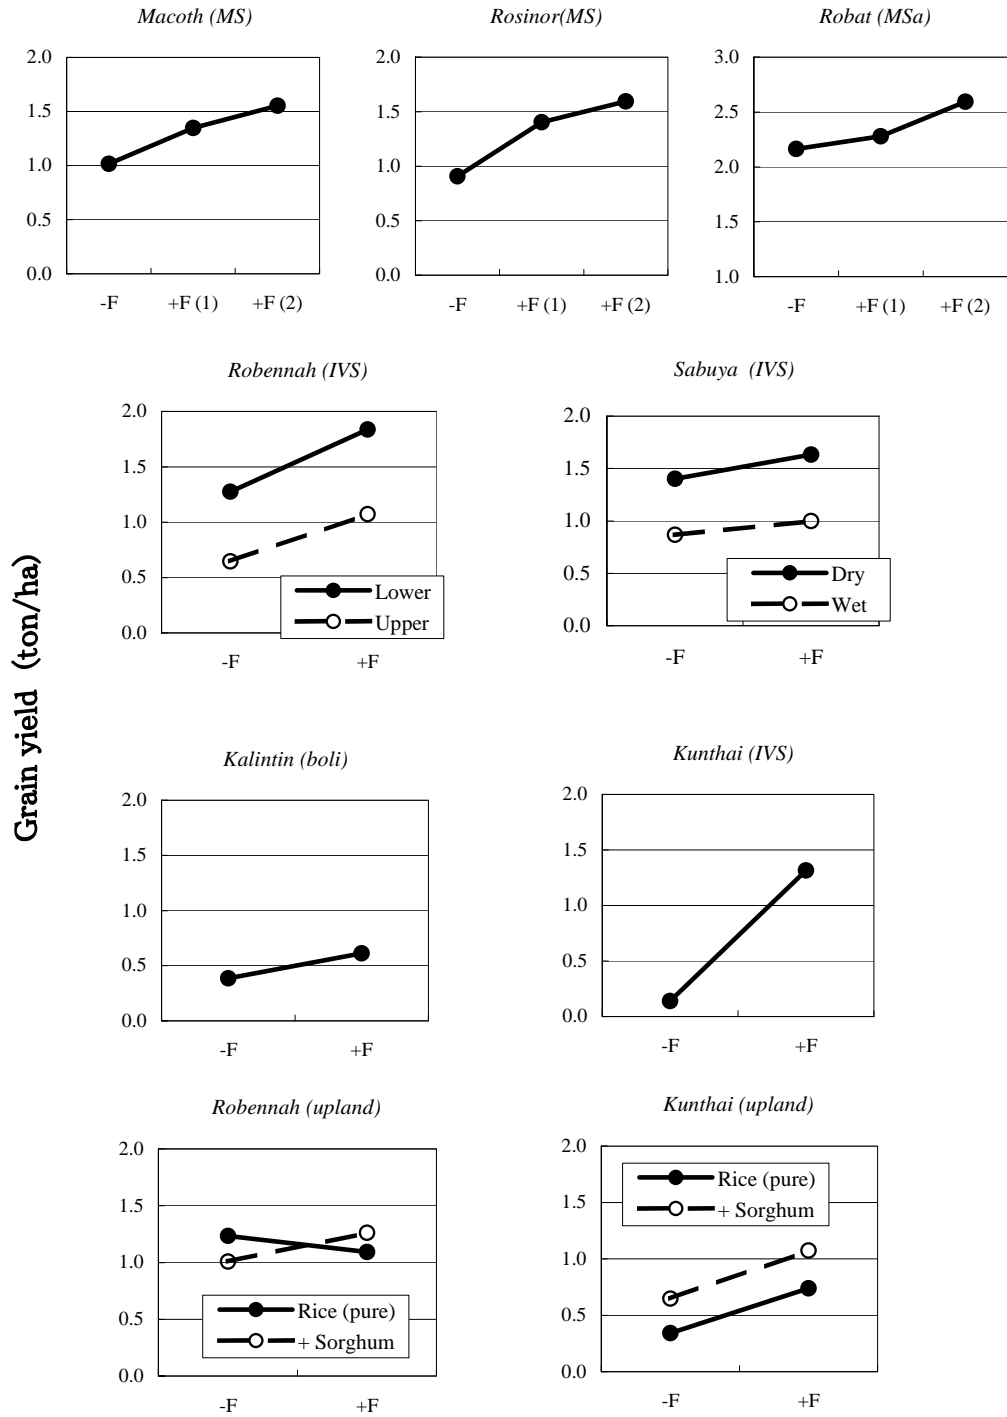 Macoth (MS)
Rosinor(MS)
Robat (MSa)
2.0
1.5
1.0
0.5
0.0
-F
+F (1)
+F (2)
2.0
1.5
1.0
0.5
0.0
-F
+F (1)
+F (2)
3.0
2.5
2.0
1.5
1.0
-F
+F (1)
+F (2)
Grain yield (ton/ha)
Robennah (IVS)
2.0
1.5
1.0
0.5
0.0
Lower
Upper
-F
+F
Sabuya (IVS)
2.0
1.5
1.0
0.5
0.0
Dry
Wet
-F
+F
Kalintin (boli)
2.0
1.5
1.0
0.5
0.0
-F
+F
Kunthai (IVS)
2.0
1.5
1.0
0.5
0.0
-F
+F
Robennah (upland)
2.0
1.5
1.0
0.5
0.0
Rice (pure)
+ Sorghum
-F
+F
Kunthai (upland)
2.0
1.5
1.0
0.5
0.0
Rice (pure)
+ Sorghum
-F
+F